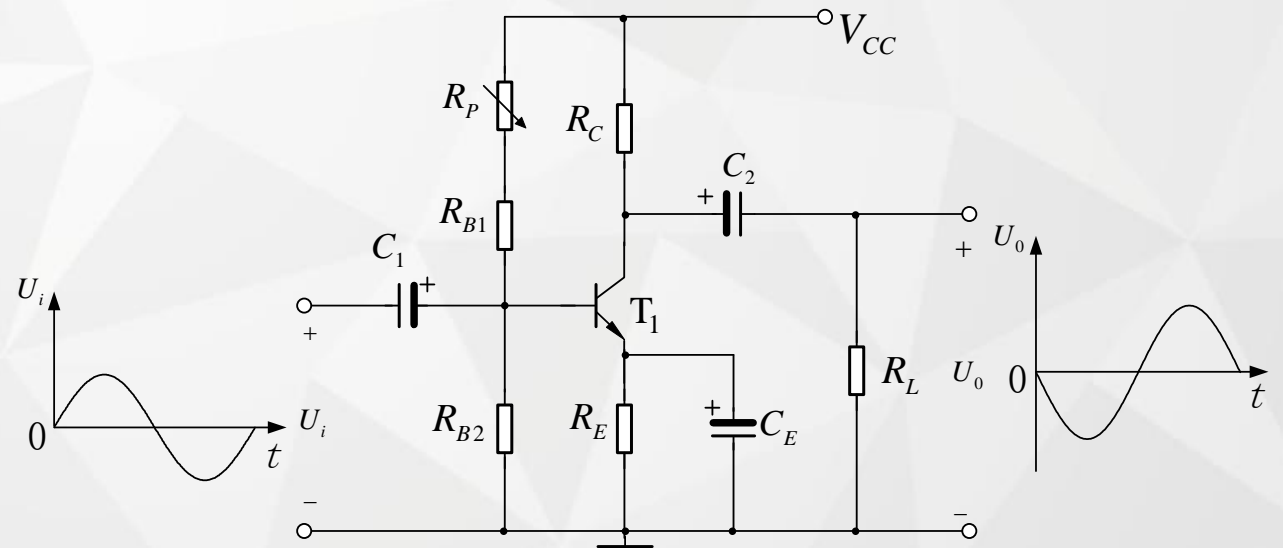 V_CC
R_P
R_C
C_2
+
R_B1
C_1
+
U_i
+
T_1
+
U_0
R_L
U_0
0
t
0
t
U_i
R_B2
R_E
+
C_E
−
−